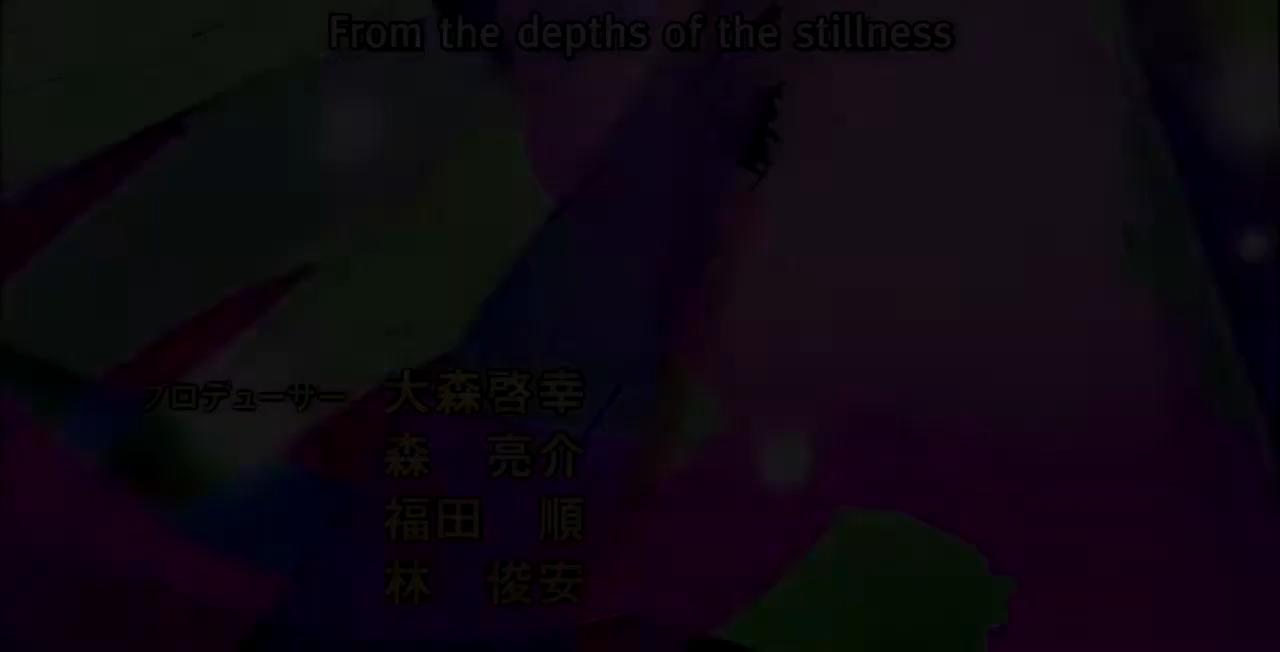 From the depths of the stillness
プロデューサー 大森啓幸
森 亮介
福田 順
林 俊安